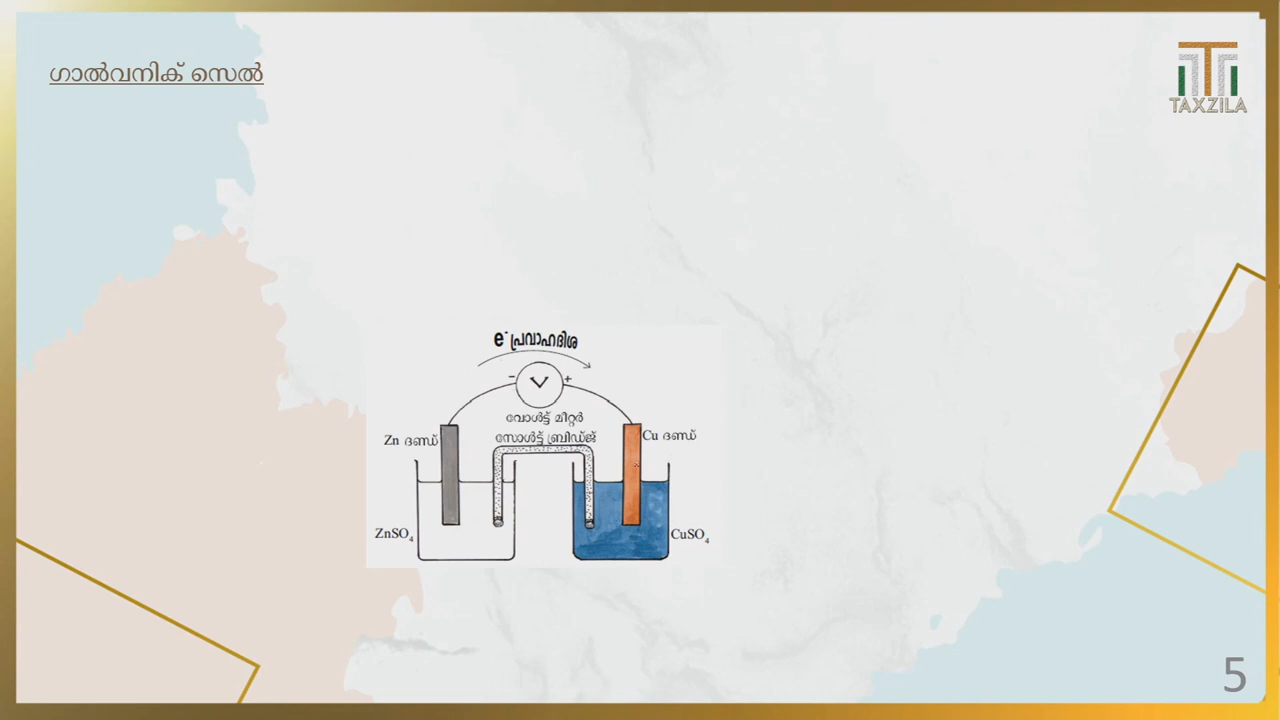 ഗാൽവനിക് സെൽ
TAXZILA
e⁻ പ്രവാഹദിശ
− V +
വോൾട്ട് മീറ്റർ
Zn ദണ്ഡ് സോൾട്ട് ബ്രിഡ്ജ് Cu ദണ്ഡ്
ZnSO₄ CuSO₄
5